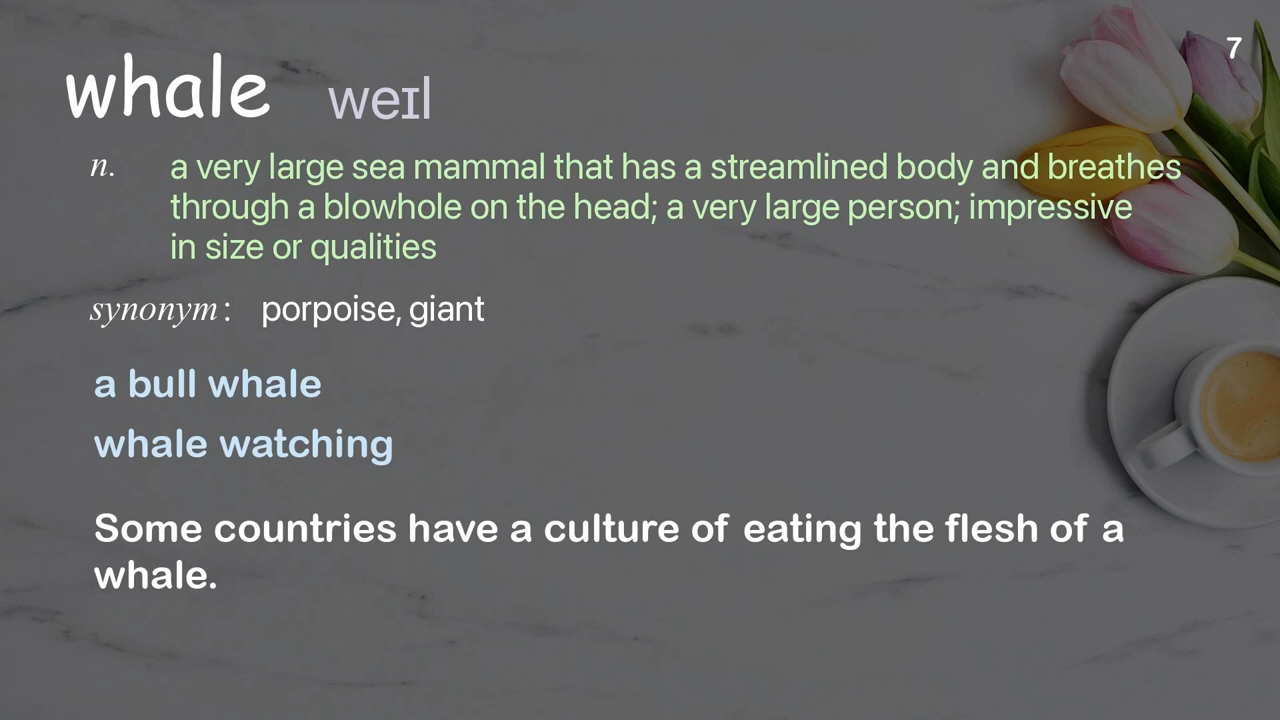 7
whale weɪl
n. a very large sea mammal that has a streamlined body and breathes
through a blowhole on the head; a very large person; impressive
in size or qualities
synonym: porpoise, giant
a bull whale
whale watching
Some countries have a culture of eating the flesh of a
whale.